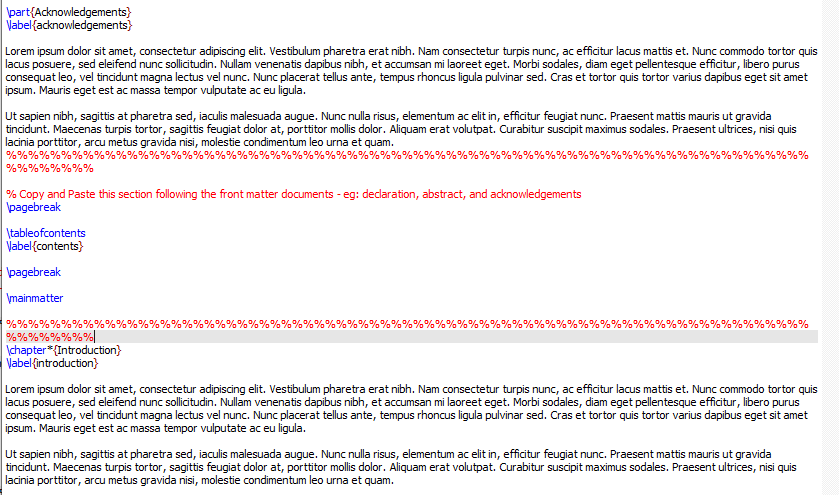 \part{Acknowledgements}
\label{acknowledgements}
Lorem ipsum dolor sit amet, consectetur adipiscing elit. Vestibulum pharetra erat nibh. Nam consectetur turpis nunc, ac efficitur lacus mattis et. Nunc commodo tortor quis
lacus posuere, sed eleifend nunc sollicitudin. Nullam venenatis dapibus nibh, et accumsan mi laoreet eget. Morbi sodales, diam eget pellentesque efficitur, libero purus
consequat leo, vel tincidunt magna lectus vel nunc. Nunc placerat tellus ante, tempus rhoncus ligula pulvinar sed. Cras et tortor quis tortor varius dapibus eget sit amet
ipsum. Mauris eget est ac massa tempor vulputate ac eu ligula.
Ut sapien nibh, sagittis at pharetra sed, iaculis malesuada augue. Nunc nulla risus, elementum ac elit in, efficitur feugiat nunc. Praesent mattis mauris ut gravida
tincidunt. Maecenas turpis tortor, sagittis feugiat dolor at, porttitor mollis dolor. Aliquam erat volutpat. Curabitur suscipit maximus sodales. Praesent ultrices, nisi quis
lacinia porttitor, arcu metus gravida nisi, molestie condimentum leo urna et quam.
%%%%%%%%%%%%%%%%%%%%%%%%%%%%%%%%%%%%%%%%%%%%%%%%%%%%%%%%%%%%%%%%%%%%%%%%%%
%%%%%%%%
% Copy and Paste this section following the front matter documents - eg: declaration, abstract, and acknowledgements
\pagebreak
\tableofcontents
\label{contents}
\pagebreak
\mainmatter
%%%%%%%%%%%%%%%%%%%%%%%%%%%%%%%%%%%%%%%%%%%%%%%%%%%%%%%%%%%%%%%%%%%%%%%%%%
%%%%%%%%
\chapter*{Introduction}
\label{introduction}
Lorem ipsum dolor sit amet, consectetur adipiscing elit. Vestibulum pharetra erat nibh. Nam consectetur turpis nunc, ac efficitur lacus mattis et. Nunc commodo tortor quis
lacus posuere, sed eleifend nunc sollicitudin. Nullam venenatis dapibus nibh, et accumsan mi laoreet eget. Morbi sodales, diam eget pellentesque efficitur, libero purus
consequat leo, vel tincidunt magna lectus vel nunc. Nunc placerat tellus ante, tempus rhoncus ligula pulvinar sed. Cras et tortor quis tortor varius dapibus eget sit amet
ipsum. Mauris eget est ac massa tempor vulputate ac eu ligula.
Ut sapien nibh, sagittis at pharetra sed, iaculis malesuada augue. Nunc nulla risus, elementum ac elit in, efficitur feugiat nunc. Praesent mattis mauris ut gravida
tincidunt. Maecenas turpis tortor, sagittis feugiat dolor at, porttitor mollis dolor. Aliquam erat volutpat. Curabitur suscipit maximus sodales. Praesent ultrices, nisi quis
lacinia porttitor, arcu metus gravida nisi, molestie condimentum leo urna et quam.